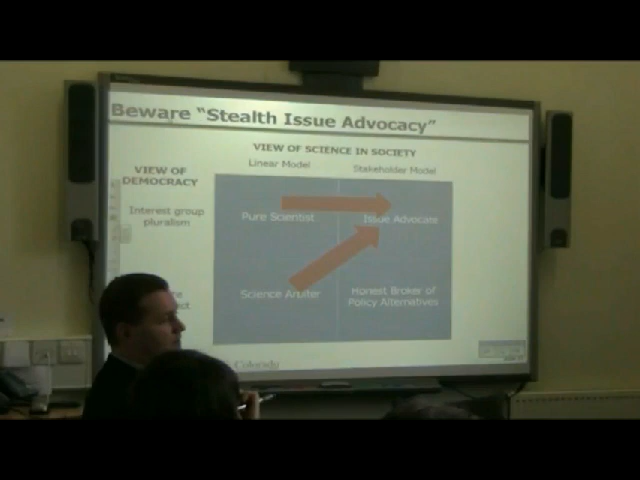 Beware “Stealth Issue Advocacy”
VIEW OF SCIENCE IN SOCIETY
VIEW OF
DEMOCRACY
Linear Model
Stakeholder Model
Interest group
pluralism
Pure Scientist
Issue Advocate
Science Arbiter
Honest Broker of
Policy Alternatives